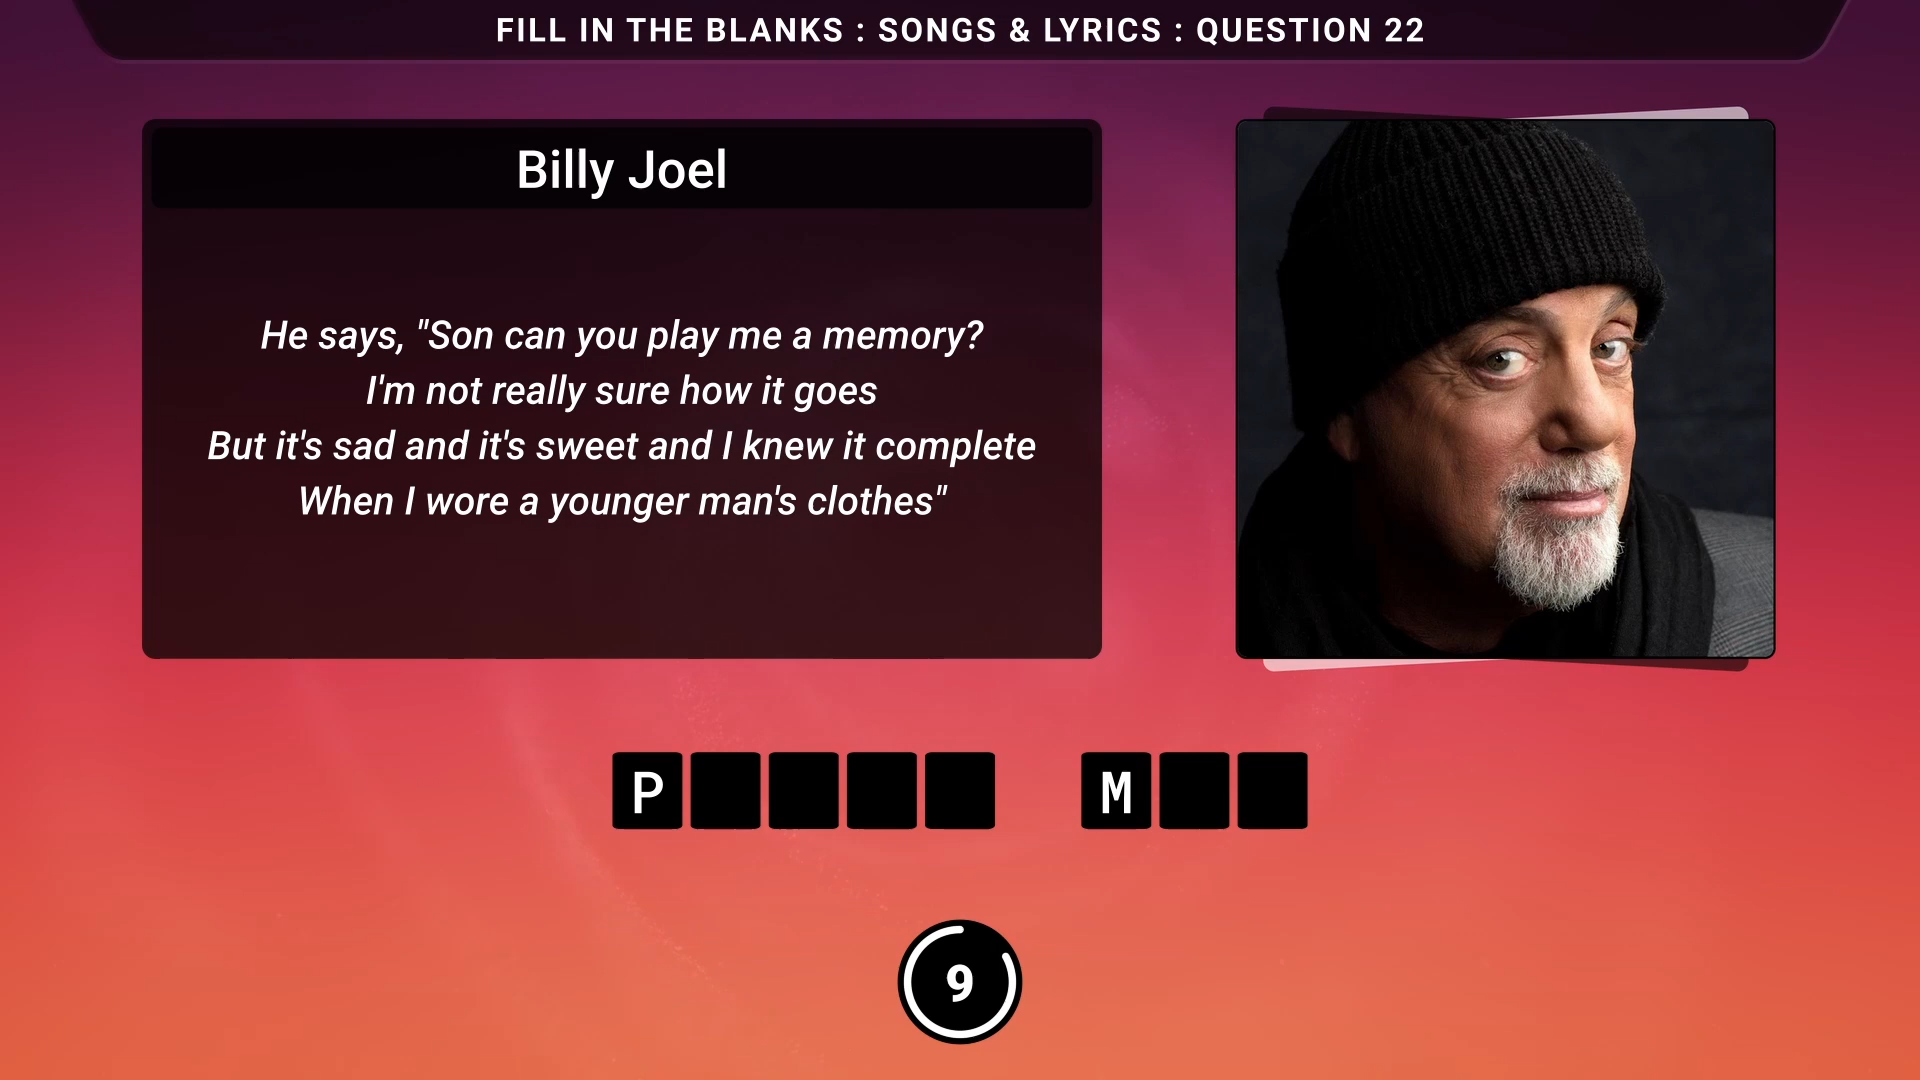 FILL IN THE BLANKS : SONGS & LYRICS : QUESTION 22
Billy Joel
He says, "Son can you play me a memory?
I'm not really sure how it goes
But it's sad and it's sweet and I knew it complete
When I wore a younger man's clothes"
P M
9